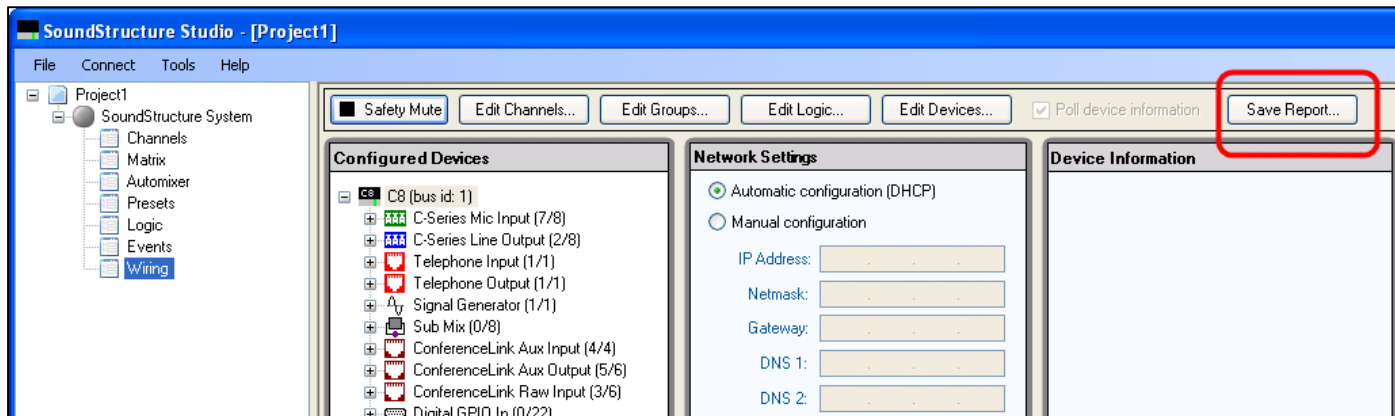 SoundStructure Studio - [Project1]
File Connect Tools Help
Project1
SoundStructure System
Channels
Matrix
Automixer
Presets
Logic
Events
Wiring
Safety Mute Edit Channels... Edit Groups... Edit Logic... Edit Devices... Poll device information Save Report...
Configured Devices
C8 C8 (bus id: 1)
C-Series Mic Input (7/8)
C-Series Line Output (2/8)
Telephone Input (1/1)
Telephone Output (1/1)
Signal Generator (1/1)
Sub Mix (0/8)
ConferenceLink Aux Input (4/4)
ConferenceLink Aux Output (5/6)
ConferenceLink Raw Input (3/6)
Digital GPIO In (0/22)
Network Settings
Automatic configuration (DHCP)
Manual configuration
IP Address:
Netmask:
Gateway:
DNS 1:
DNS 2:
Device Information